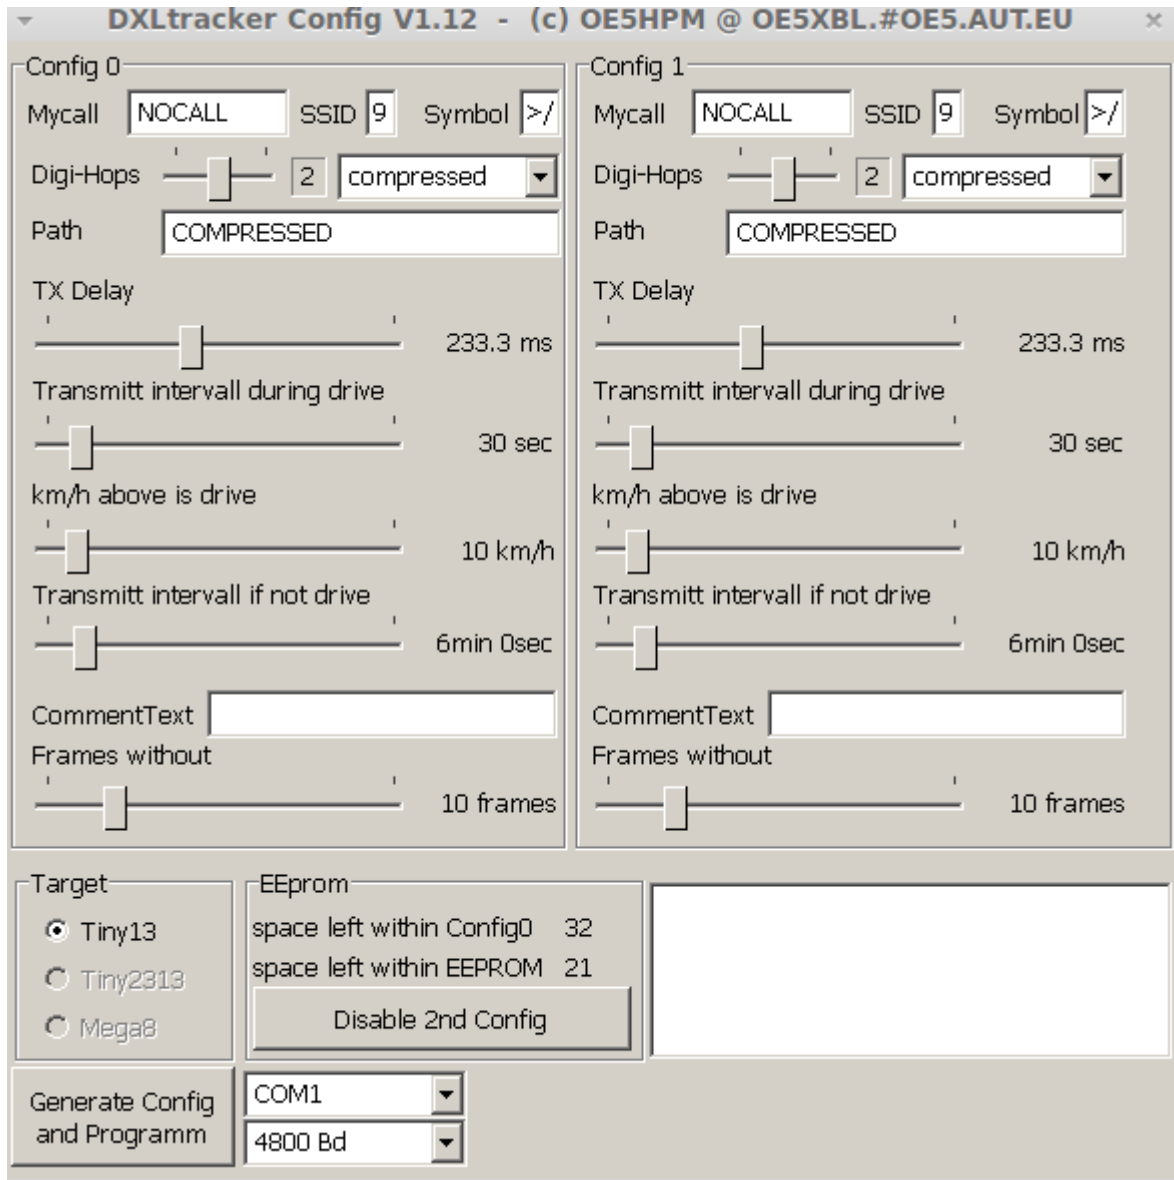 DXLtracker Config V1.12 - (c) OE5HPM @ OE5XBL.#OE5.AUT.EU
Config 0
Mycall NOCALL SSID 9 Symbol >/
Digi-Hops 2 compressed
Path COMPRESSED
TX Delay
233.3 ms
Transmitt intervall during drive
30 sec
km/h above is drive
10 km/h
Transmitt intervall if not drive
6min 0sec
CommentText
Frames without
10 frames
Config 1
Mycall NOCALL SSID 9 Symbol >/
Digi-Hops 2 compressed
Path COMPRESSED
TX Delay
233.3 ms
Transmitt intervall during drive
30 sec
km/h above is drive
10 km/h
Transmitt intervall if not drive
6min 0sec
CommentText
Frames without
10 frames
Target
Tiny13
Tiny2313
Mega8
EEprom
space left within Config0 32
space left within EEPROM 21
Disable 2nd Config
Generate Config
and Programm
COM1
4800 Bd